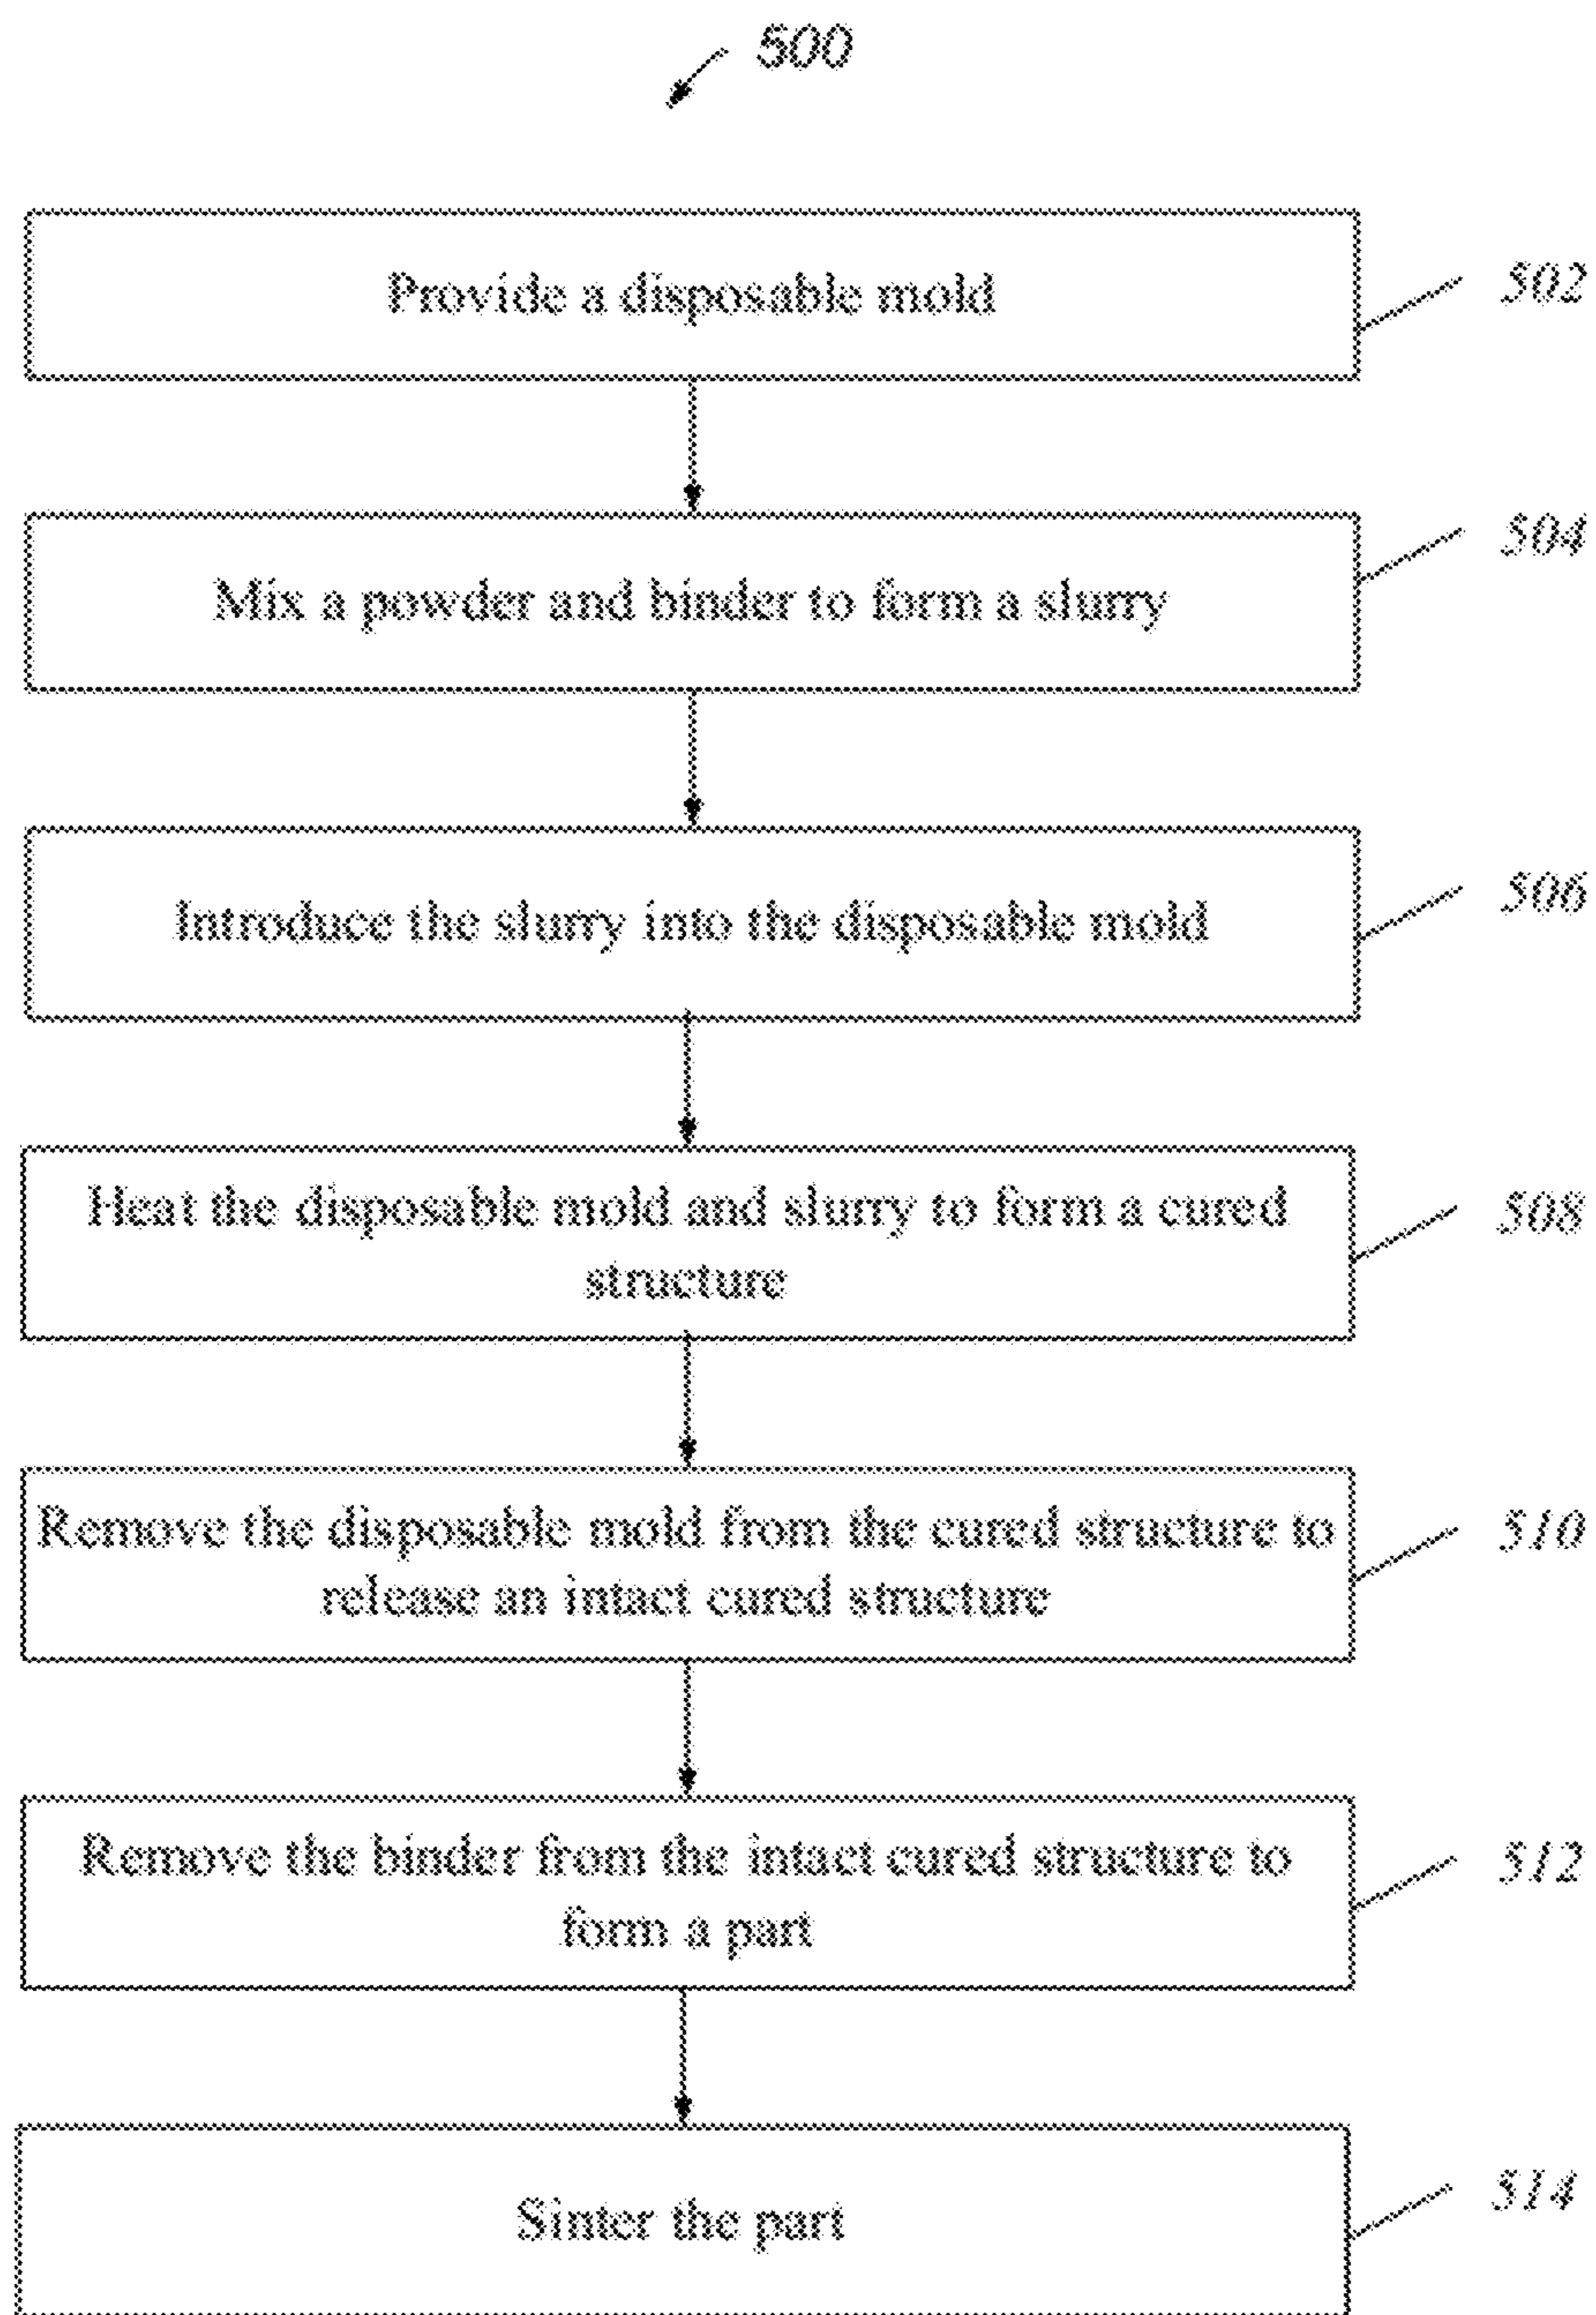 500
Provide a disposable mold
502
Mix a powder and binder to form a slurry
504
Introduce the slurry into the disposable mold
506
Heat the disposable mold and slurry to form a cured
structure
508
Remove the disposable mold from the cured structure to
release an intact cured structure
510
Remove the binder from the intact cured structure to
form a part
512
Sinter the part
514